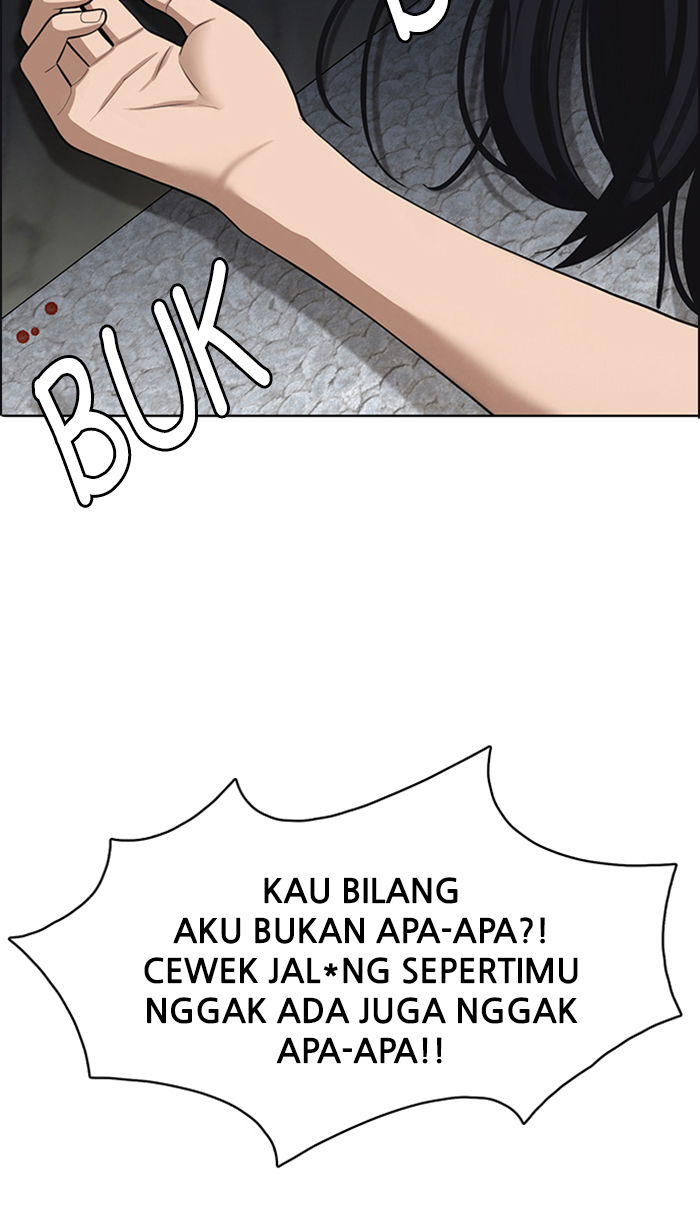 BUK
KAU BILANG
AKU BUKAN APA-APA?!
CEWEK JAL*NG SEPERTIMU
NGGAK ADA JUGA NGGAK
APA-APA!!